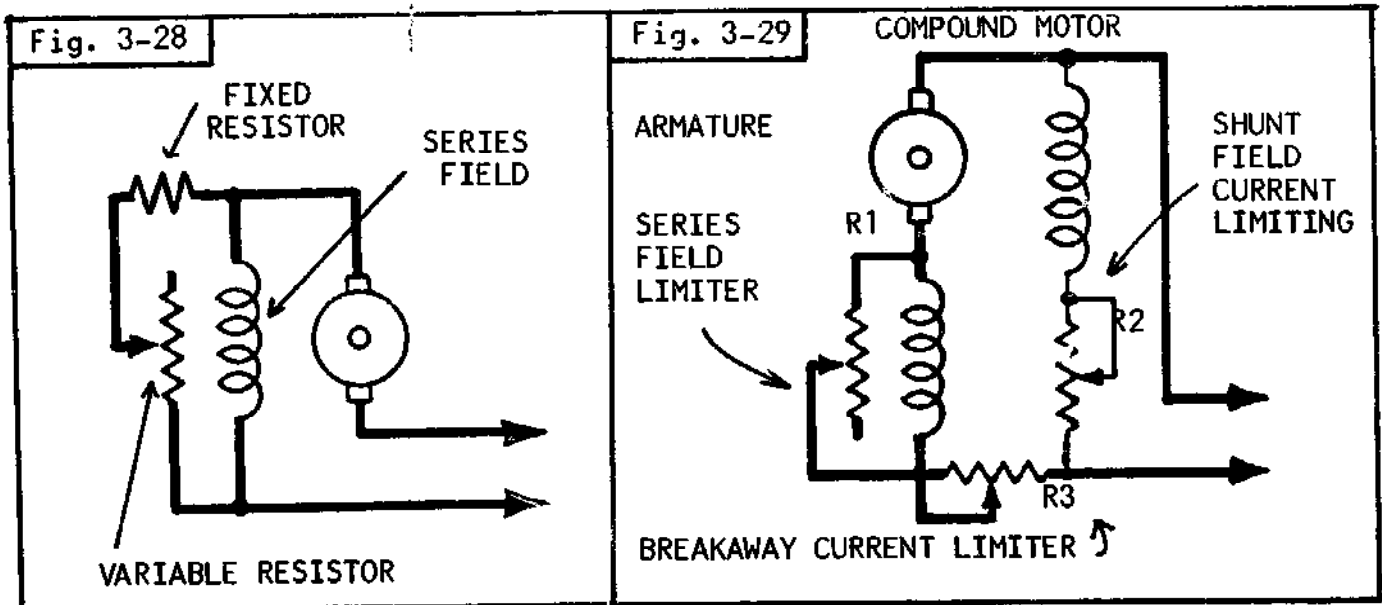 Fig. 3-28
FIXED
RESISTOR
SERIES
FIELD
VARIABLE RESISTOR
Fig. 3-29
COMPOUND MOTOR
ARMATURE
SHUNT
FIELD
CURRENT
LIMITING
R1
SERIES
FIELD
LIMITER
R2
R3
BREAKAWAY CURRENT LIMITER